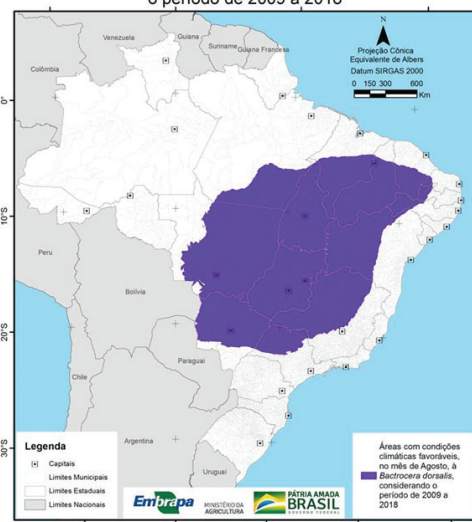 o período de 2009 a 2018
N
Projeção Cônica
Equivalente de Albers
Datum SIRGAS 2000
0 150 300 600
Km
Venezuela
Guiana
Suriname
Guiana Francesa
Colômbia
0°
10°S
Peru
Bolívia
20°S
Paraguai
Chile
Argentina
30°S
Uruguai
Legenda
Capitais
Limites Municipais
Limites Estaduais
Limites Nacionais
Embrapa
MINISTÉRIO DA
AGRICULTURA
PÁTRIA AMADA
BRASIL
GOVERNO FEDERAL
Áreas com condições
climáticas favoráveis,
no mês de Agosto, à
Bactrocera dorsalis,
considerando o
período de 2009 a
2018